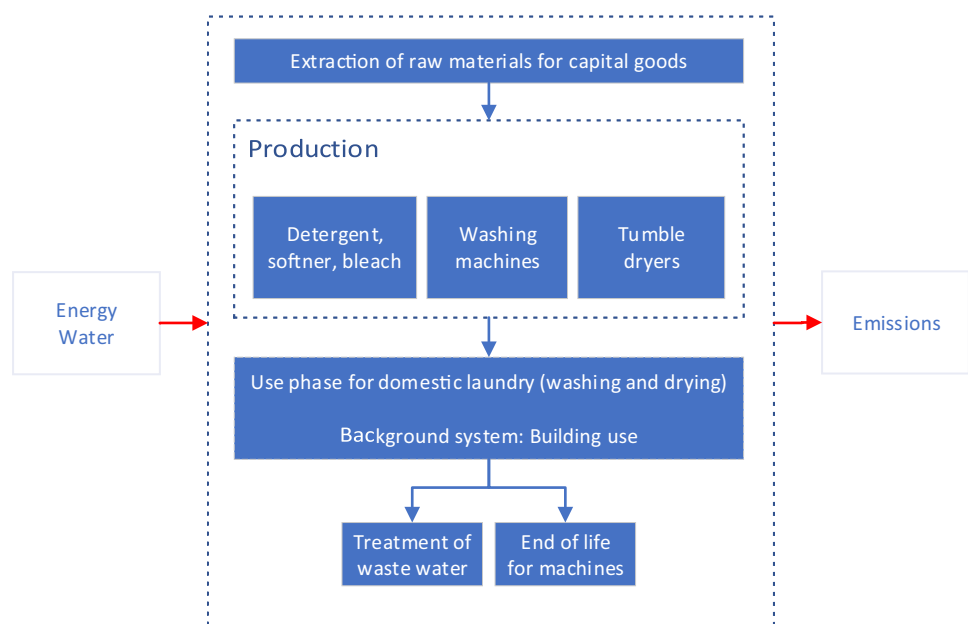 Extraction of raw materials for capital goods
Production
Detergent,
softner, bleach
Washing
machines
Tumble
dryers
Energy
Water
Emissions
Use phase for domestic laundry (washing and drying)
Background system: Building use
Treatment of
waste water
End of life
for machines